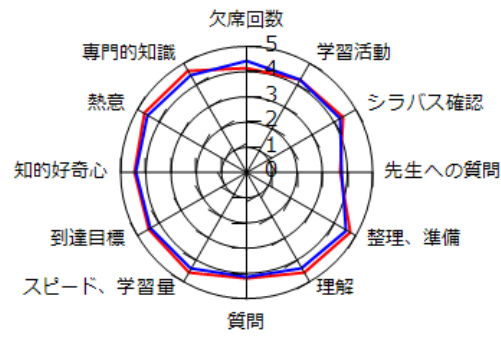 欠席回数
専門的知識
学習活動
熱意
シラバス確認
知的好奇心
先生への質問
到達目標
整理、準備
スピード、学習量
理解
質問
5
4
3
2
1
0